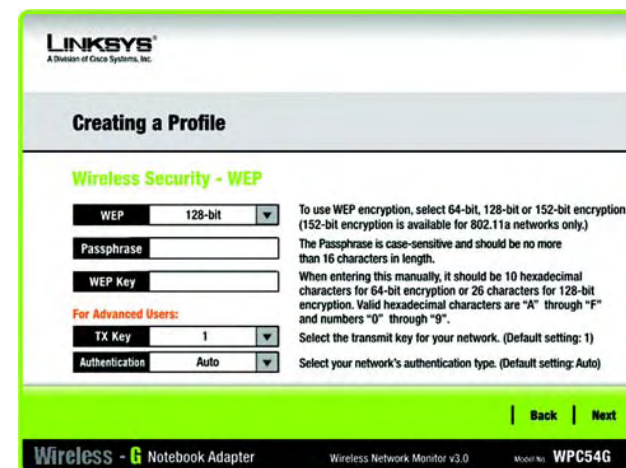 LINKSYS®
A Division of Cisco Systems, Inc.
Creating a Profile
Wireless Security - WEP
WEP 128-bit
To use WEP encryption, select 64-bit, 128-bit or 152-bit encryption
(152-bit encryption is available for 802.11a networks only.)
Passphrase
The Passphrase is case-sensitive and should be no more
than 16 characters in length.
WEP Key
When entering this manually, it should be 10 hexadecimal
characters for 64-bit encryption or 26 characters for 128-bit
encryption. Valid hexadecimal characters are “A” through “F”
and numbers “0” through “9”.
For Advanced Users:
TX Key 1
Select the transmit key for your network. (Default setting: 1)
Authentication Auto
Select your network's authentication type. (Default setting: Auto)
Back Next
Wireless - G Notebook Adapter Wireless Network Monitor v3.0 Model No. WPC54G